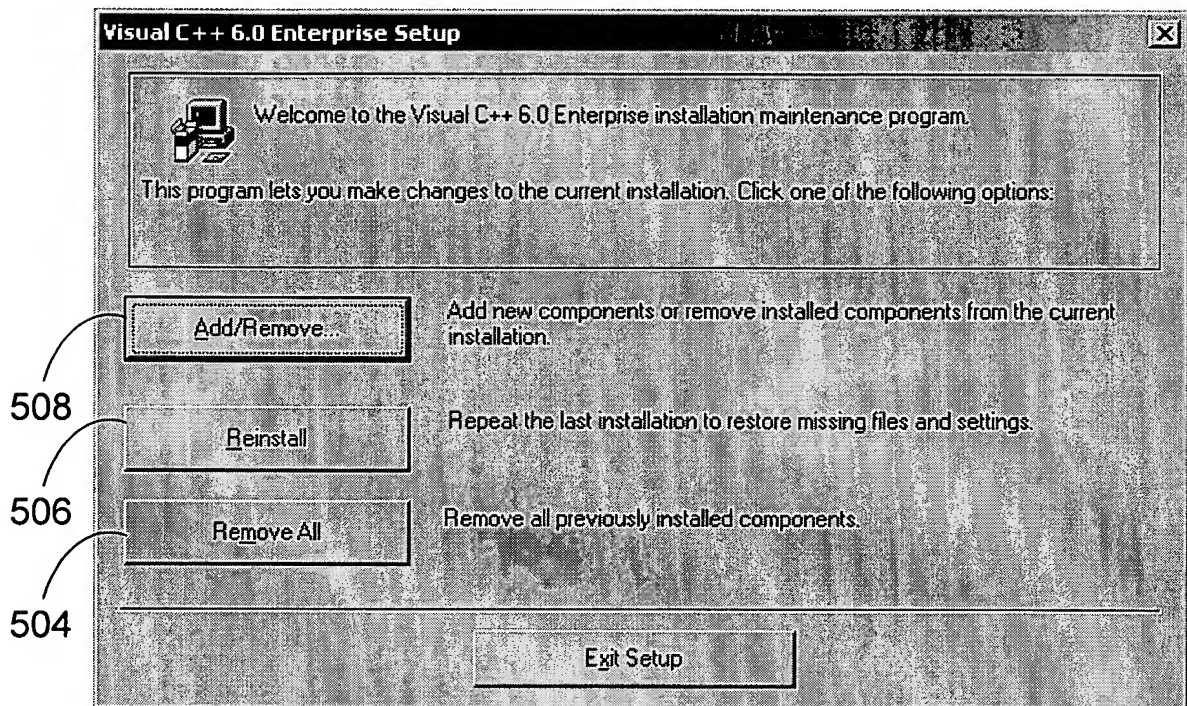 Visual C++ 6.0 Enterprise Setup
Welcome to the Visual C++ 6.0 Enterprise installation maintenance program.
This program lets you make changes to the current installation. Click one of the following options:
Add/Remove...
Add new components or remove installed components from the current
installation.
508
Reinstall
Repeat the last installation to restore missing files and settings.
506
Remove All
Remove all previously installed components.
504
Exit Setup